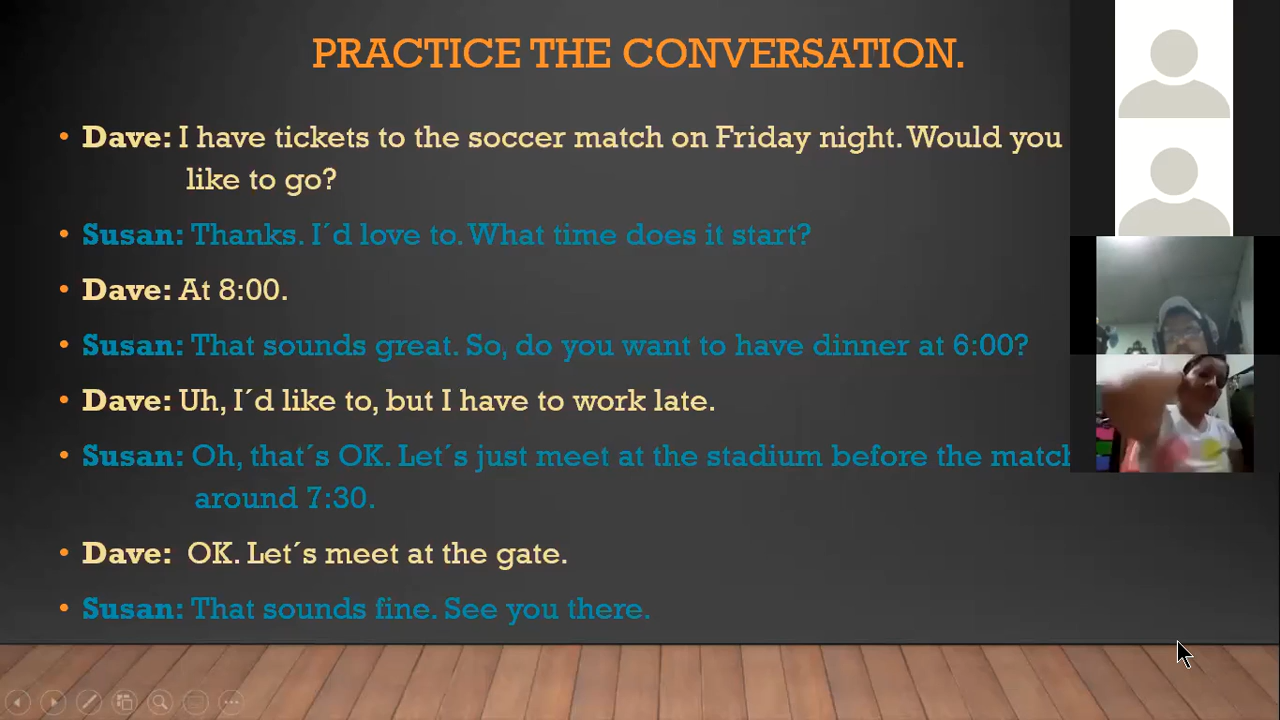 PRACTICE THE CONVERSATION.
• Dave: I have tickets to the soccer match on Friday night. Would you
like to go?
• Susan: Thanks. I´d love to. What time does it start?
• Dave: At 8:00.
• Susan: That sounds great. So, do you want to have dinner at 6:00?
• Dave: Uh, I´d like to, but I have to work late.
• Susan: Oh, that´s OK. Let´s just meet at the stadium before the match
around 7:30.
• Dave: OK. Let´s meet at the gate.
• Susan: That sounds fine. See you there.